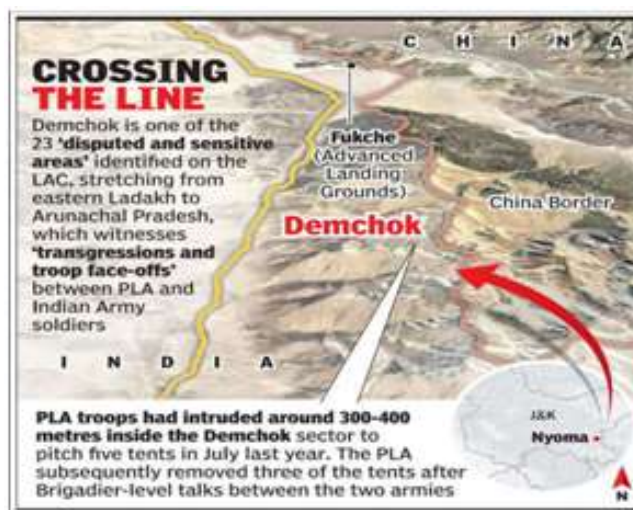 CHINA
CROSSING
THE LINE
Demchok is one of the
23 'disputed and sensitive
areas' identified on the
LAC, stretching from
eastern Ladakh to
Arunachal Pradesh,
which witnesses
'transgressions and
troop face-offs'
between PLA and
Indian Army
soldiers
Fukche
(Advanced
Landing
Grounds)
Demchok
China Border
INDIA
PLA troops had intruded around 300-400
metres inside the Demchok sector to
pitch five tents in July last year. The PLA
subsequently removed three of the tents after
Brigadier-level talks between the two armies
J&K
Nyoma
N